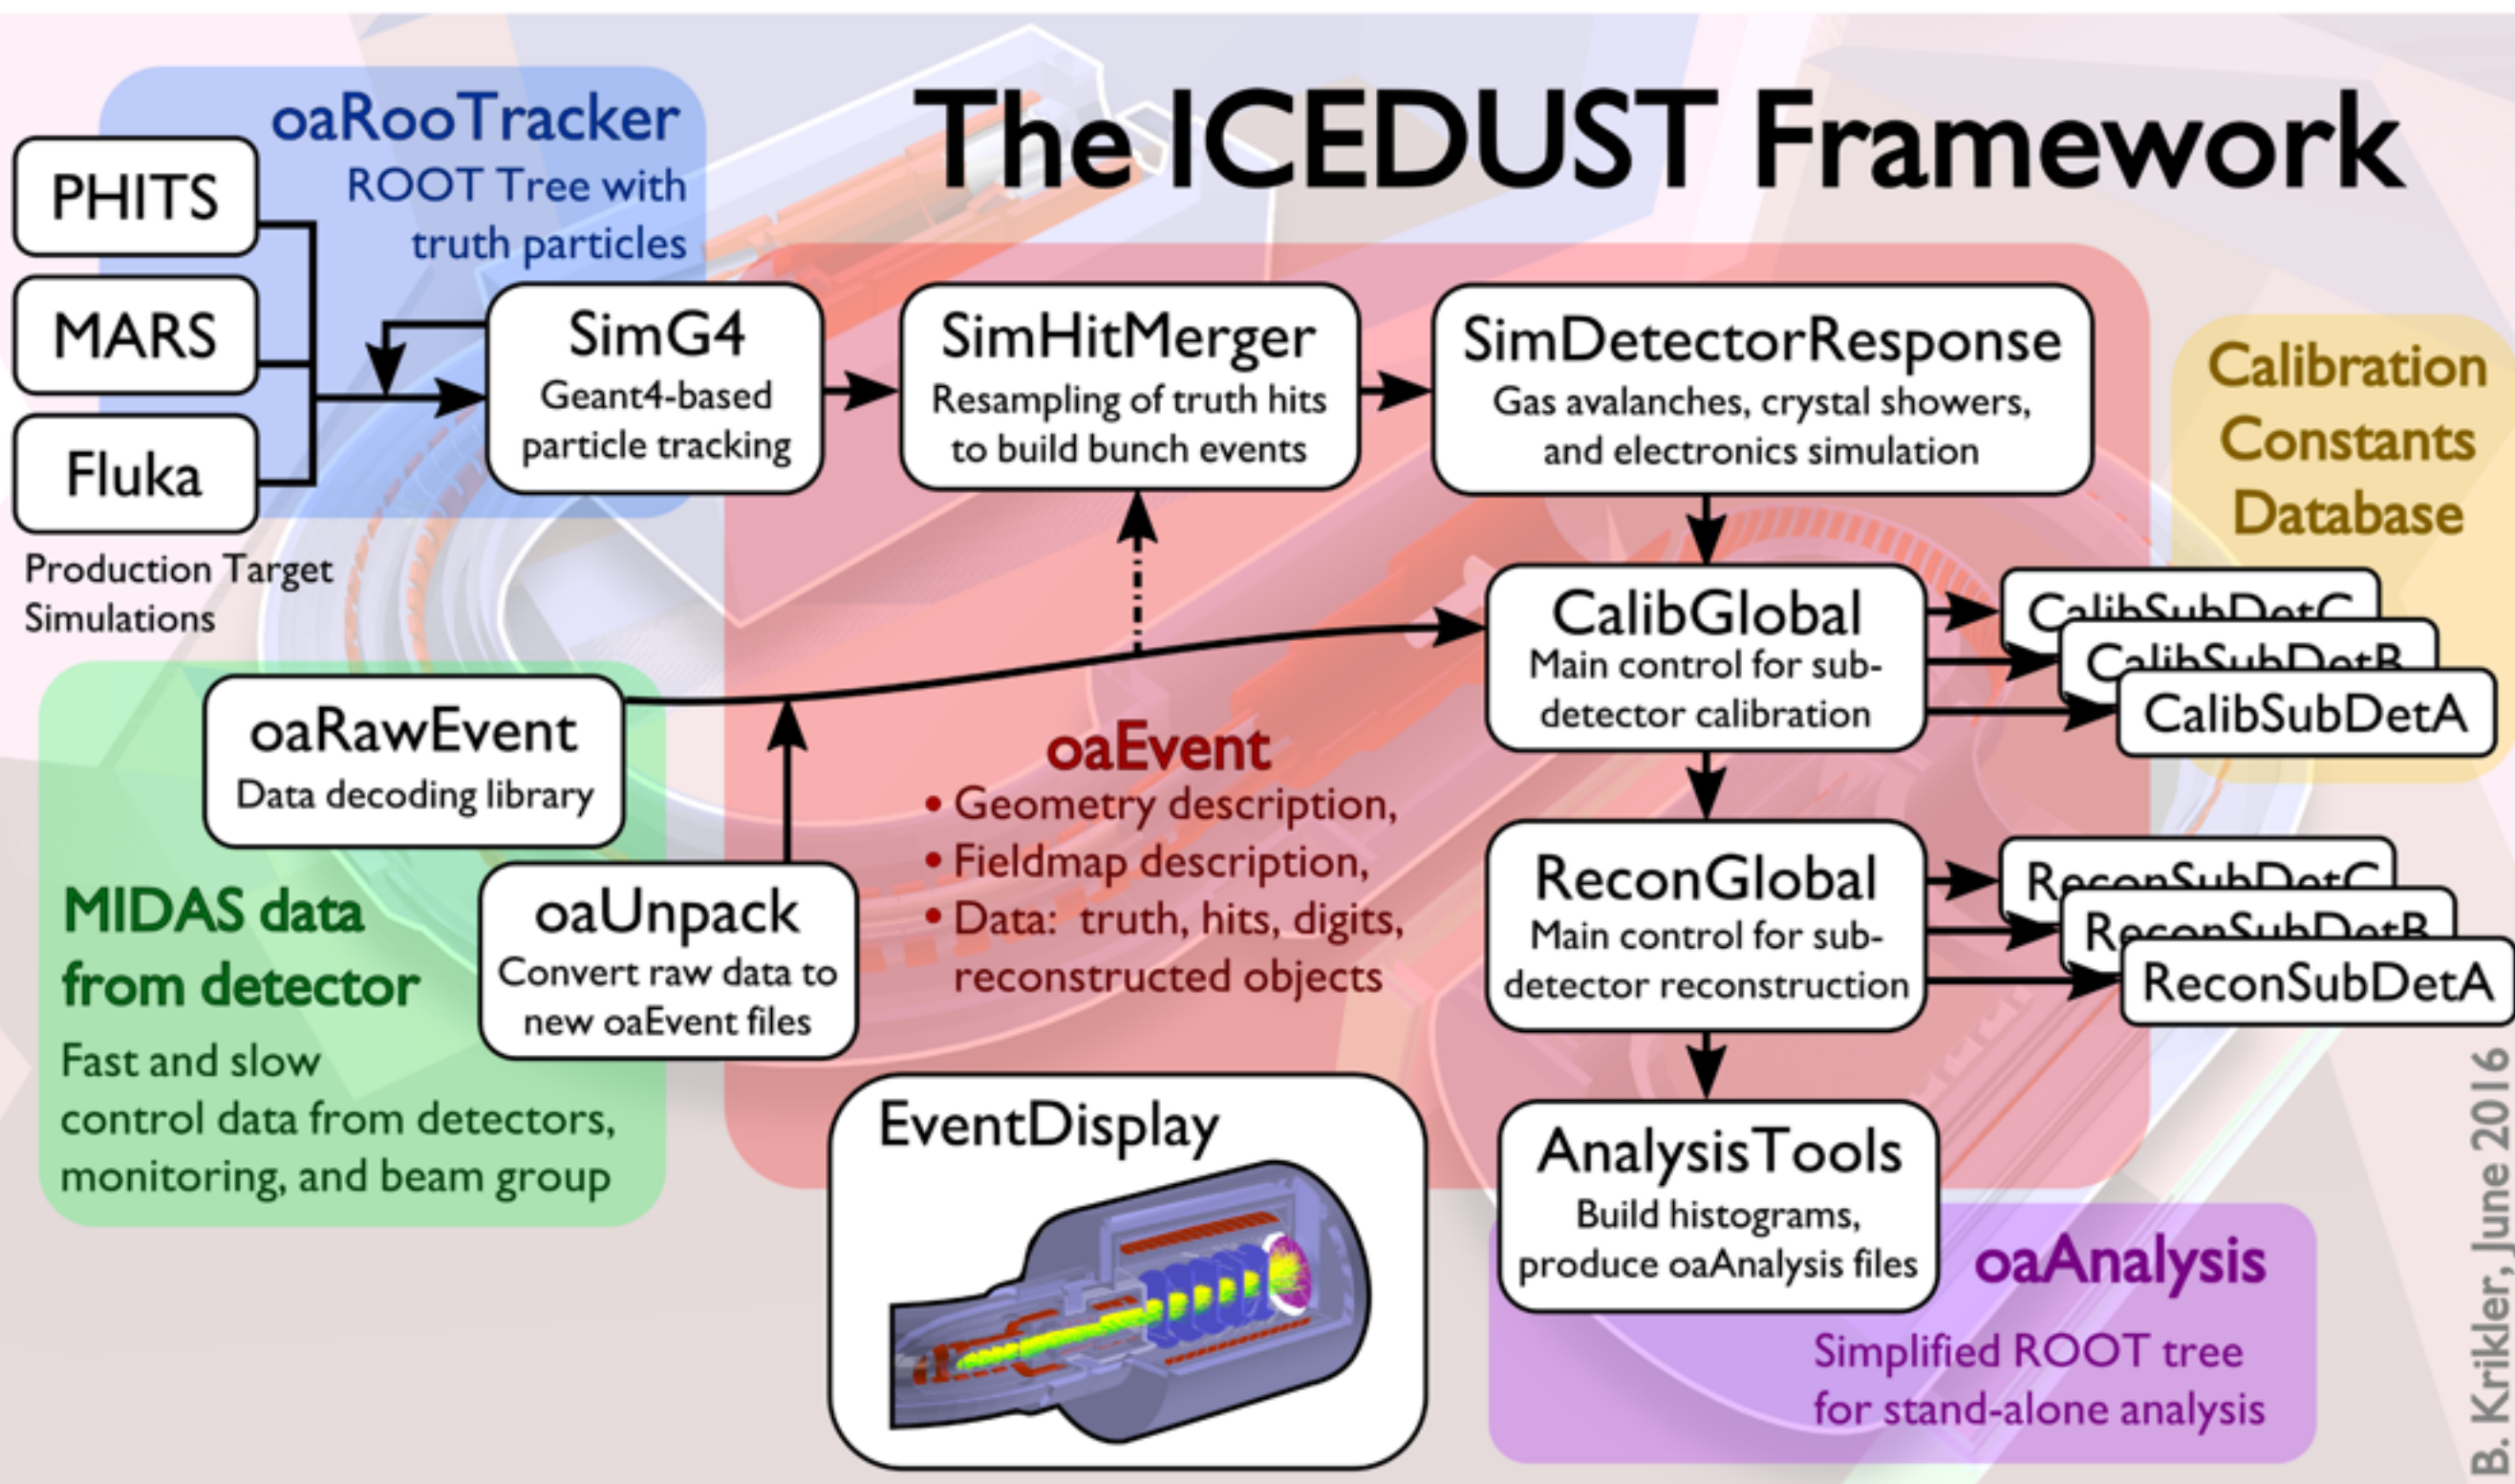 The ICEDUST Framework
oaRooTracker
ROOT Tree with
truth particles
PHITS
MARS
Fluka
Production Target
Simulations
SimG4
Geant4-based
particle tracking
SimHitMerger
Resampling of truth hits
to build bunch events
SimDetectorResponse
Gas avalanches, crystal showers,
and electronics simulation
Calibration
Constants
Database
CalibGlobal
Main control for sub-
detector calibration
CalibSubDetC
CalibSubDetB
CalibSubDetA
oaRawEvent
Data decoding library
MIDAS data
from detector
Fast and slow
control data from detectors,
monitoring, and beam group
oaUnpack
Convert raw data to
new oaEvent files
oaEvent
• Geometry description,
• Fieldmap description,
• Data: truth, hits, digits,
reconstructed objects
ReconGlobal
Main control for sub-
detector reconstruction
ReconSubDetC
ReconSubDetB
ReconSubDetA
EventDisplay
AnalysisTools
Build histograms,
produce oaAnalysis files
oaAnalysis
Simplified ROOT tree
for stand-alone analysis
B. Krikler, June 2016